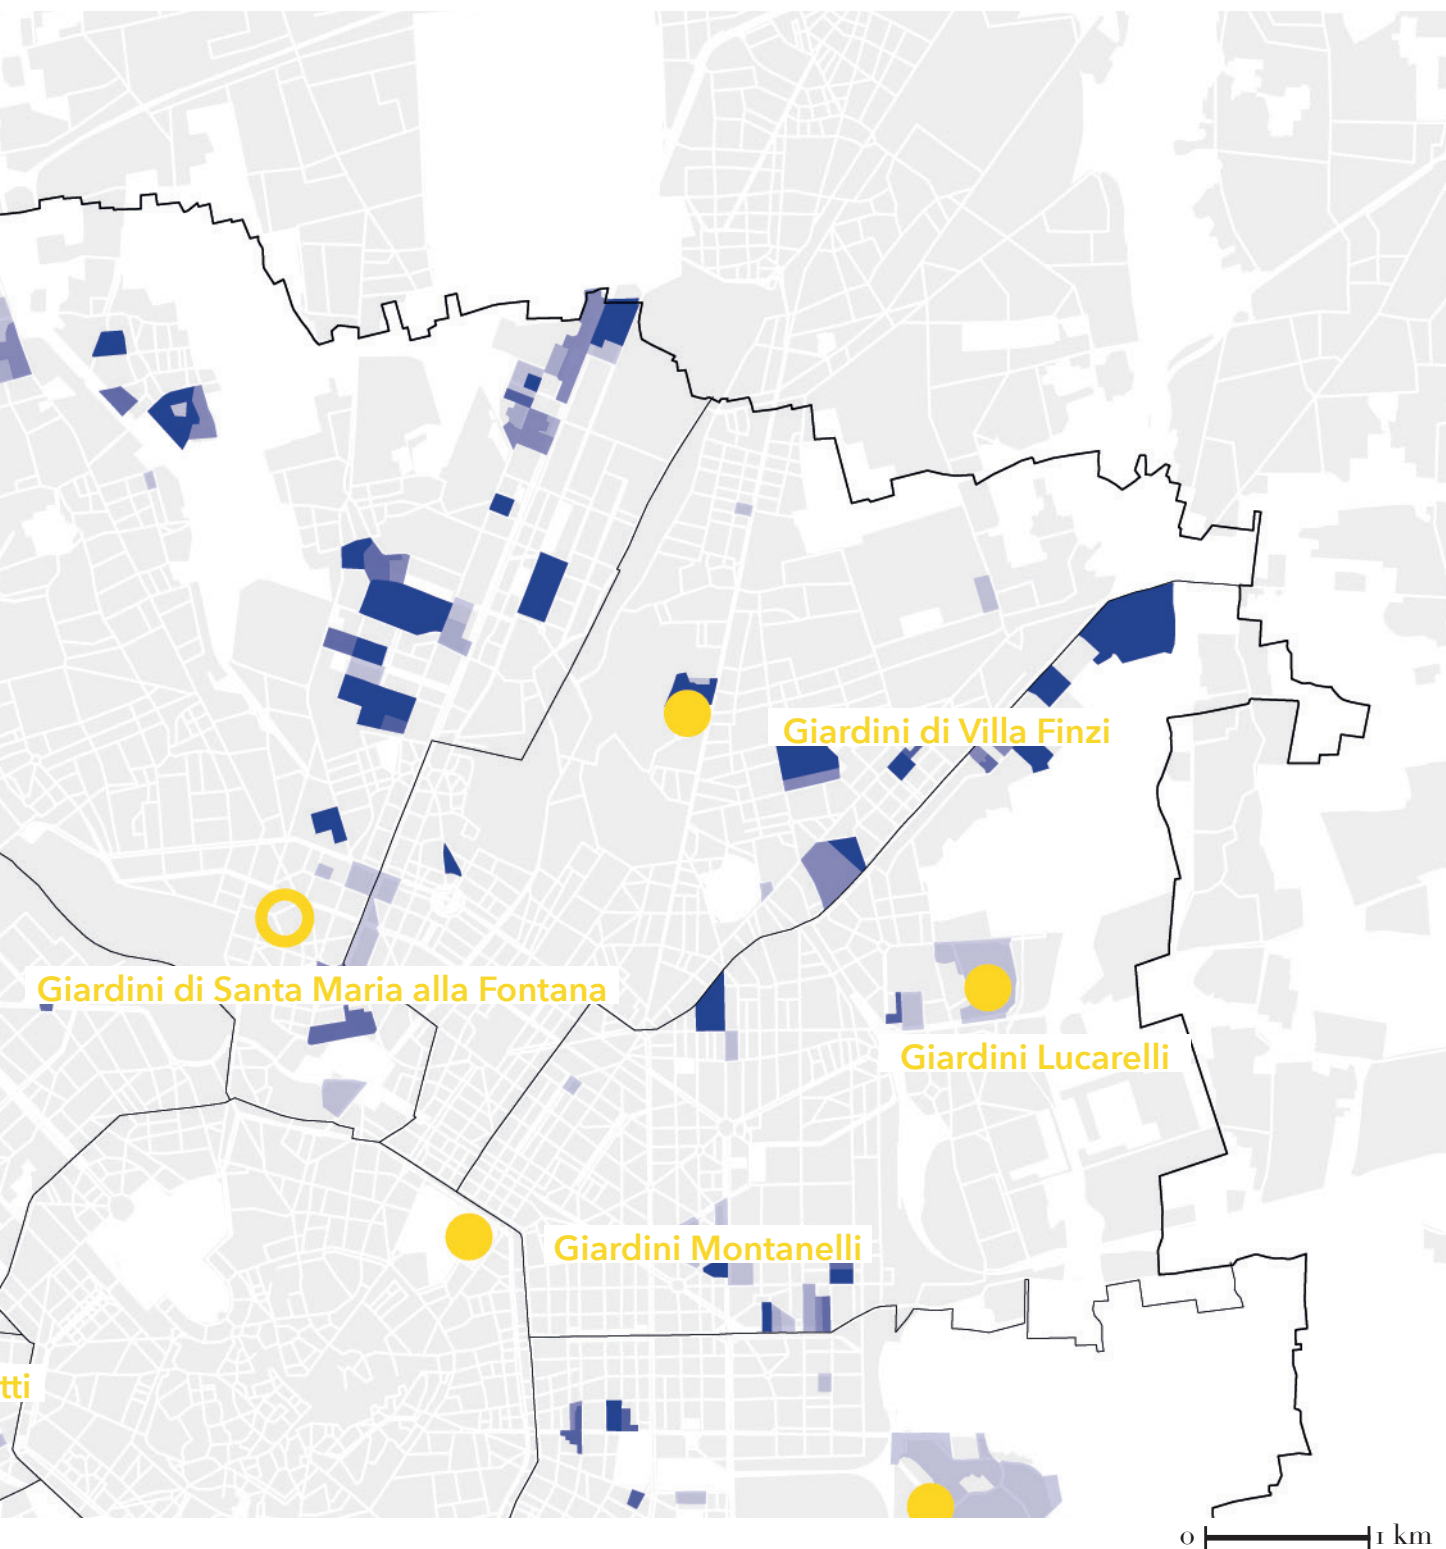 Giardini di Villa Finzi
Giardini di Santa Maria alla Fontana
Giardini Lucarelli
Giardini Montanelli
tti
0 1 km